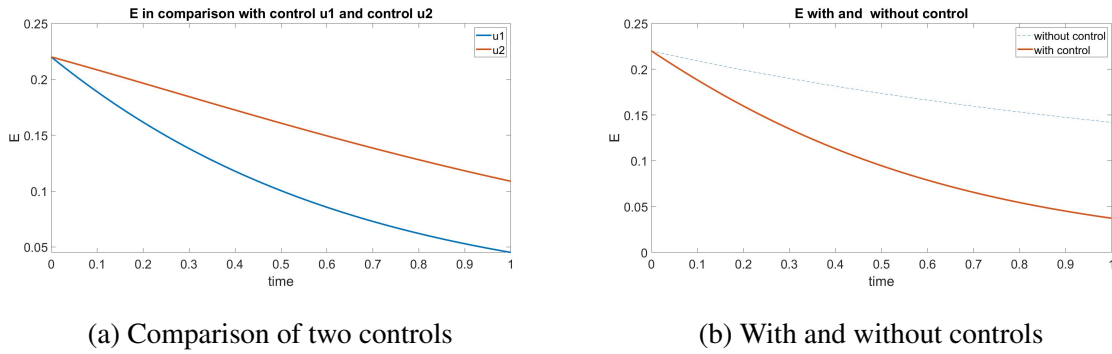 E in comparison with control u1 and control u2
0.25
0.2
0.15
0.1
0.05
E
u1
u2
0 0.1 0.2 0.3 0.4 0.5 0.6 0.7 0.8 0.9 1
time
(a) Comparison of two controls
E with and without control
0.25
0.2
0.15
0.1
0.05
0
E
without control
with control
0 0.1 0.2 0.3 0.4 0.5 0.6 0.7 0.8 0.9 1
time
(b) With and without controls